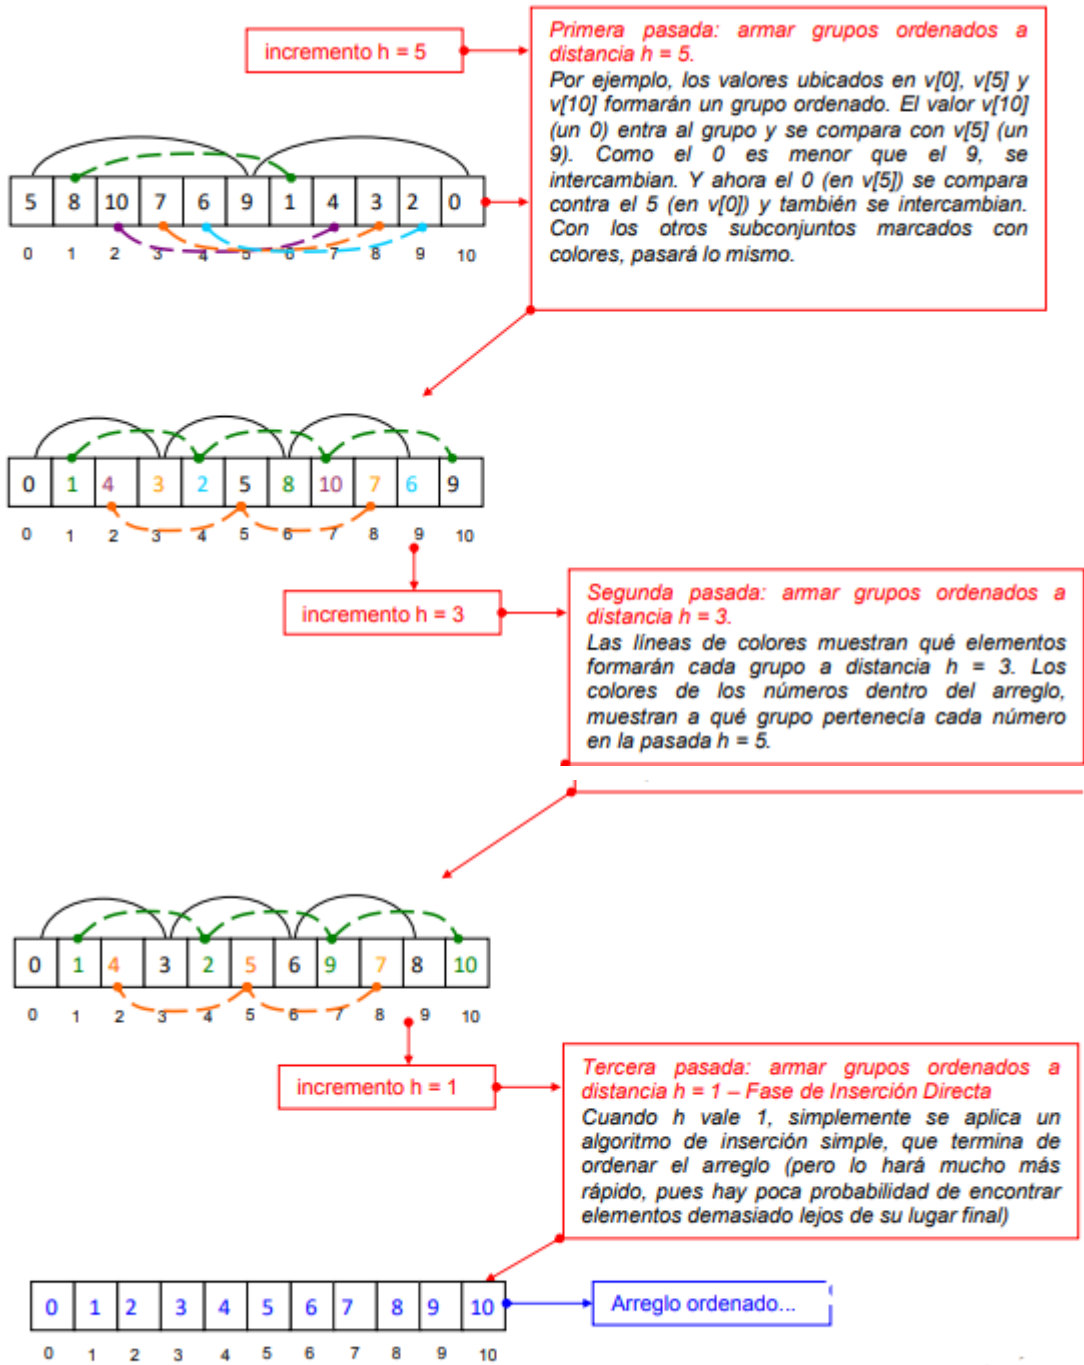 incremento h = 5
Primera pasada: armar grupos ordenados a
distancia h = 5.
Por ejemplo, los valores ubicados en v[0], v[5] y
v[10] formarán un grupo ordenado. El valor v[10]
(un 0) entra al grupo y se compara con v[5] (un
9). Como el 0 es menor que el 9, se
intercambian. Y ahora el 0 (en v[5]) se compara
contra el 5 (en v[0]) y también se intercambian.
Con los otros subconjuntos marcados con
colores, pasará lo mismo.
5 8 10 7 6 9 1 4 3 2 0
0 1 2 3 4 5 6 7 8 9 10
0 1 4 3 2 5 8 10 7 6 9
0 1 2 3 4 5 6 7 8 9 10
incremento h = 3
Segunda pasada: armar grupos ordenados a
distancia h = 3.
Las líneas de colores muestran qué elementos
formarán cada grupo a distancia h = 3. Los
colores de los números dentro del arreglo,
muestran a qué grupo pertenecía cada número
en la pasada h = 5.
0 1 4 3 2 5 6 9 7 8 10
0 1 2 3 4 5 6 7 8 9 10
incremento h = 1
Tercera pasada: armar grupos ordenados a
distancia h = 1 – Fase de Inserción Directa
Cuando h vale 1, simplemente se aplica un
algoritmo de inserción simple, que termina de
ordenar el arreglo (pero lo hará mucho más
rápido, pues hay poca probabilidad de encontrar
elementos demasiado lejos de su lugar final)
0 1 2 3 4 5 6 7 8 9 10
0 1 2 3 4 5 6 7 8 9 10
Arreglo ordenado...